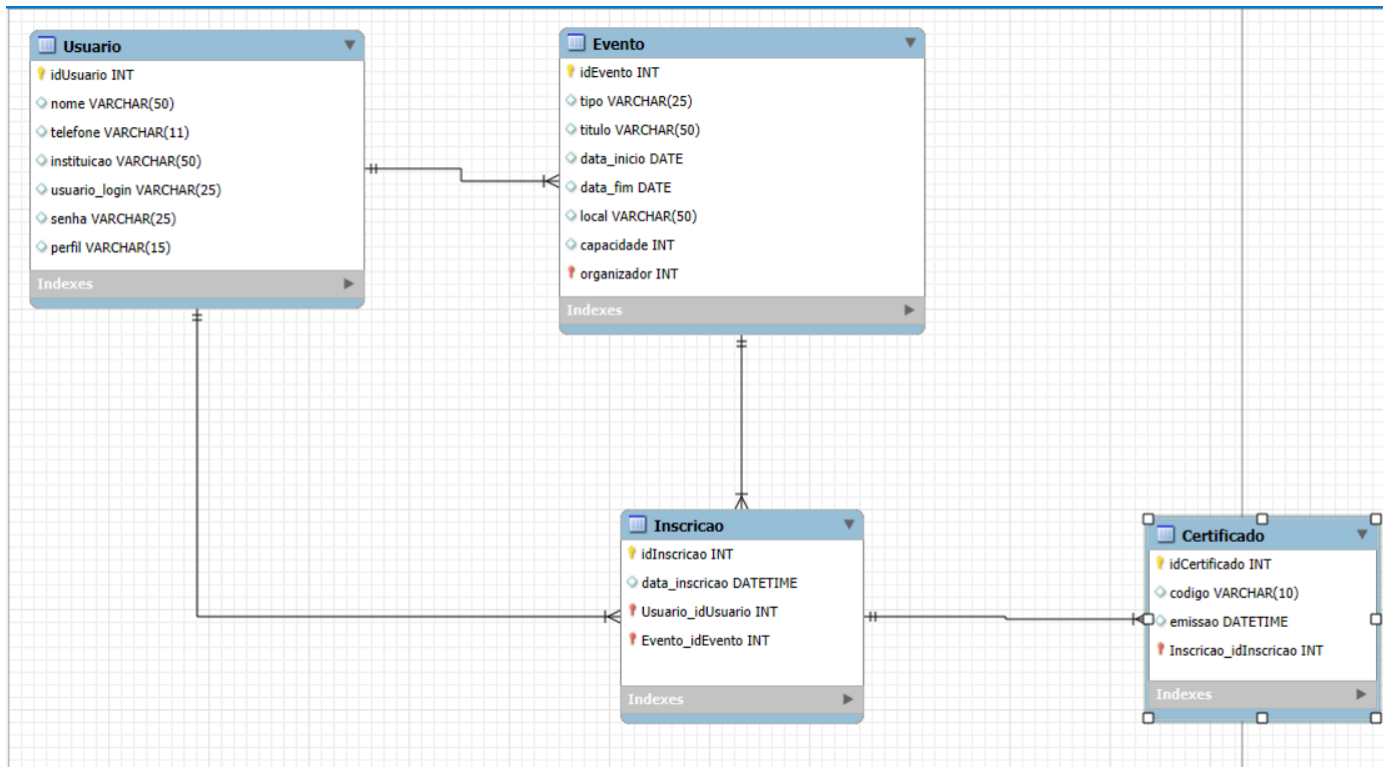 Usuario
idUsuario INT
nome VARCHAR(50)
telefone VARCHAR(11)
instituicao VARCHAR(50)
usuario_login VARCHAR(25)
senha VARCHAR(25)
perfil VARCHAR(15)
Indexes
Evento
idEvento INT
tipo VARCHAR(25)
titulo VARCHAR(50)
data_inicio DATE
data_fim DATE
local VARCHAR(50)
capacidade INT
organizador INT
Indexes
Inscricao
idInscricao INT
data_inscricao DATETIME
Usuario_idUsuario INT
Evento_idEvento INT
Indexes
Certificado
idCertificado INT
codigo VARCHAR(10)
emissao DATETIME
Inscricao_idInscricao INT
Indexes